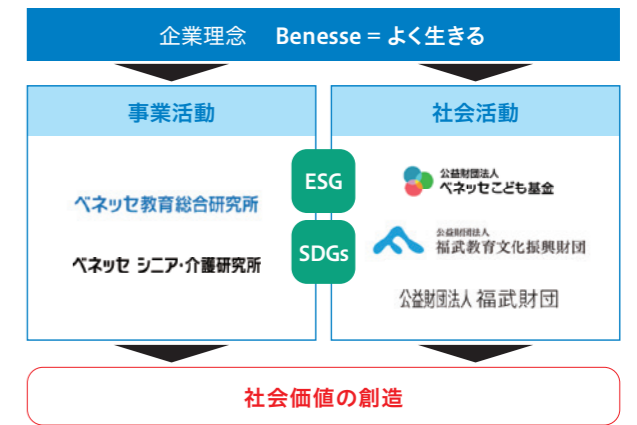 企業理念 Benesse = よく生きる
事業活動
ベネッセ教育総合研究所
ベネッセ シニア・介護研究所
ESG
SDGs
社会活動
公益財団法人
ベネッセこども基金
公益財団法人
福武教育文化振興財団
公益財団法人 福武財団
社会価値の創造